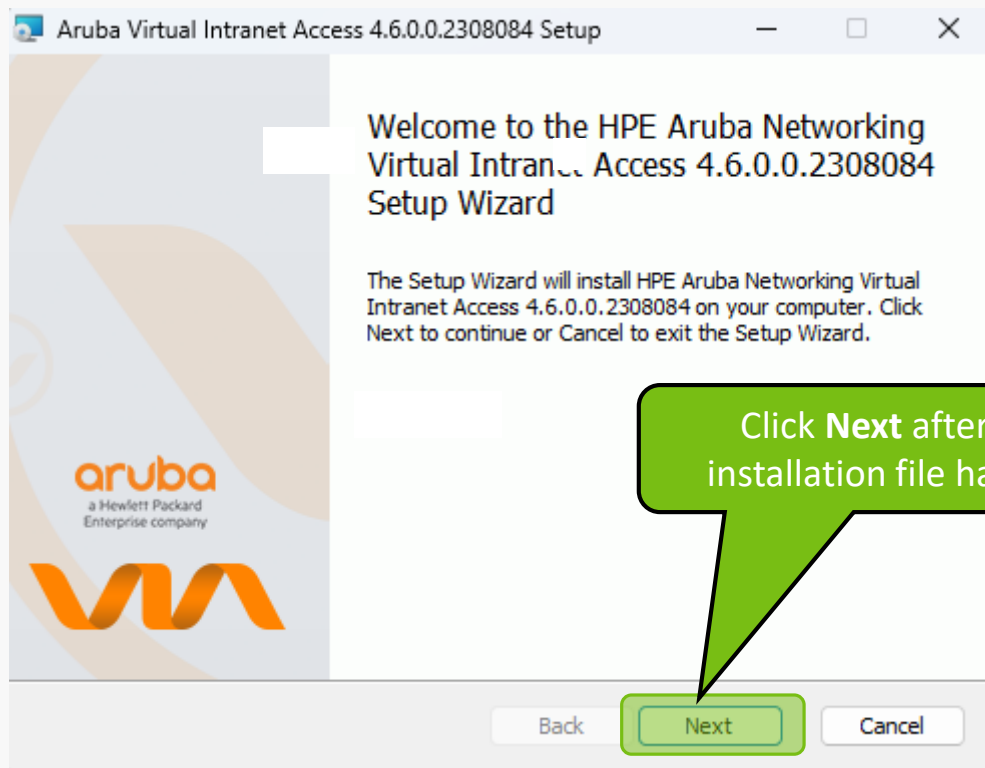 Aruba Virtual Intranet Access 4.6.0.0.2308084 Setup
Welcome to the HPE Aruba Networking
Virtual Access 4.6.0.0.2308084
Setup Wizard
The Setup Wizard will install HPE Aruba Networking Virtual
Intranet Access 4.6.0.0.2308084 on your computer. Click
Next to continue or Cancel to exit the Setup Wizard.
Click Next after
installation file
aruba
a Hewlett Packard
Enterprise company
VIA
Back
Next
Cancel